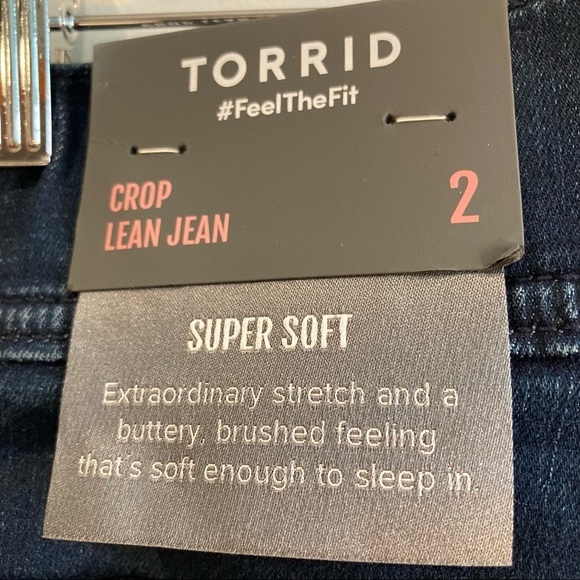 TORRID
#FeelTheFit
CROP
LEAN JEAN
2
SUPER SOFT
Extraordinary stretch and a
buttery, brushed feeling
that's soft enough to sleep in.